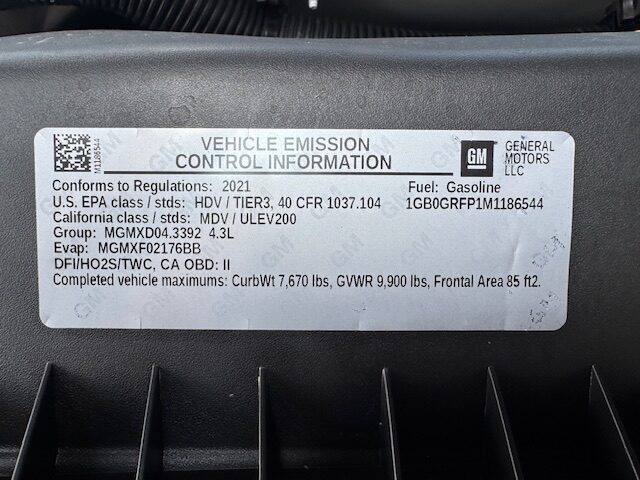 VEHICLE EMISSION
CONTROL INFORMATION
GM
GENERAL
MOTORS
LLC
M1186544
Conforms to Regulations: 2021
Fuel: Gasoline
U.S. EPA class / stds: HDV / TIER3, 40 CFR 1037.104
1GB0GRFP1M1186544
California class / stds: MDV / ULEV200
Group: MGMXD04.3392 4.3L
Evap: MGMXF02176BB
DFI/HO2S/TWC, CA OBD: II
Completed vehicle maximums: CurbWt 7,670 lbs, GVWR 9,900 lbs, Frontal Area 85 ft2.